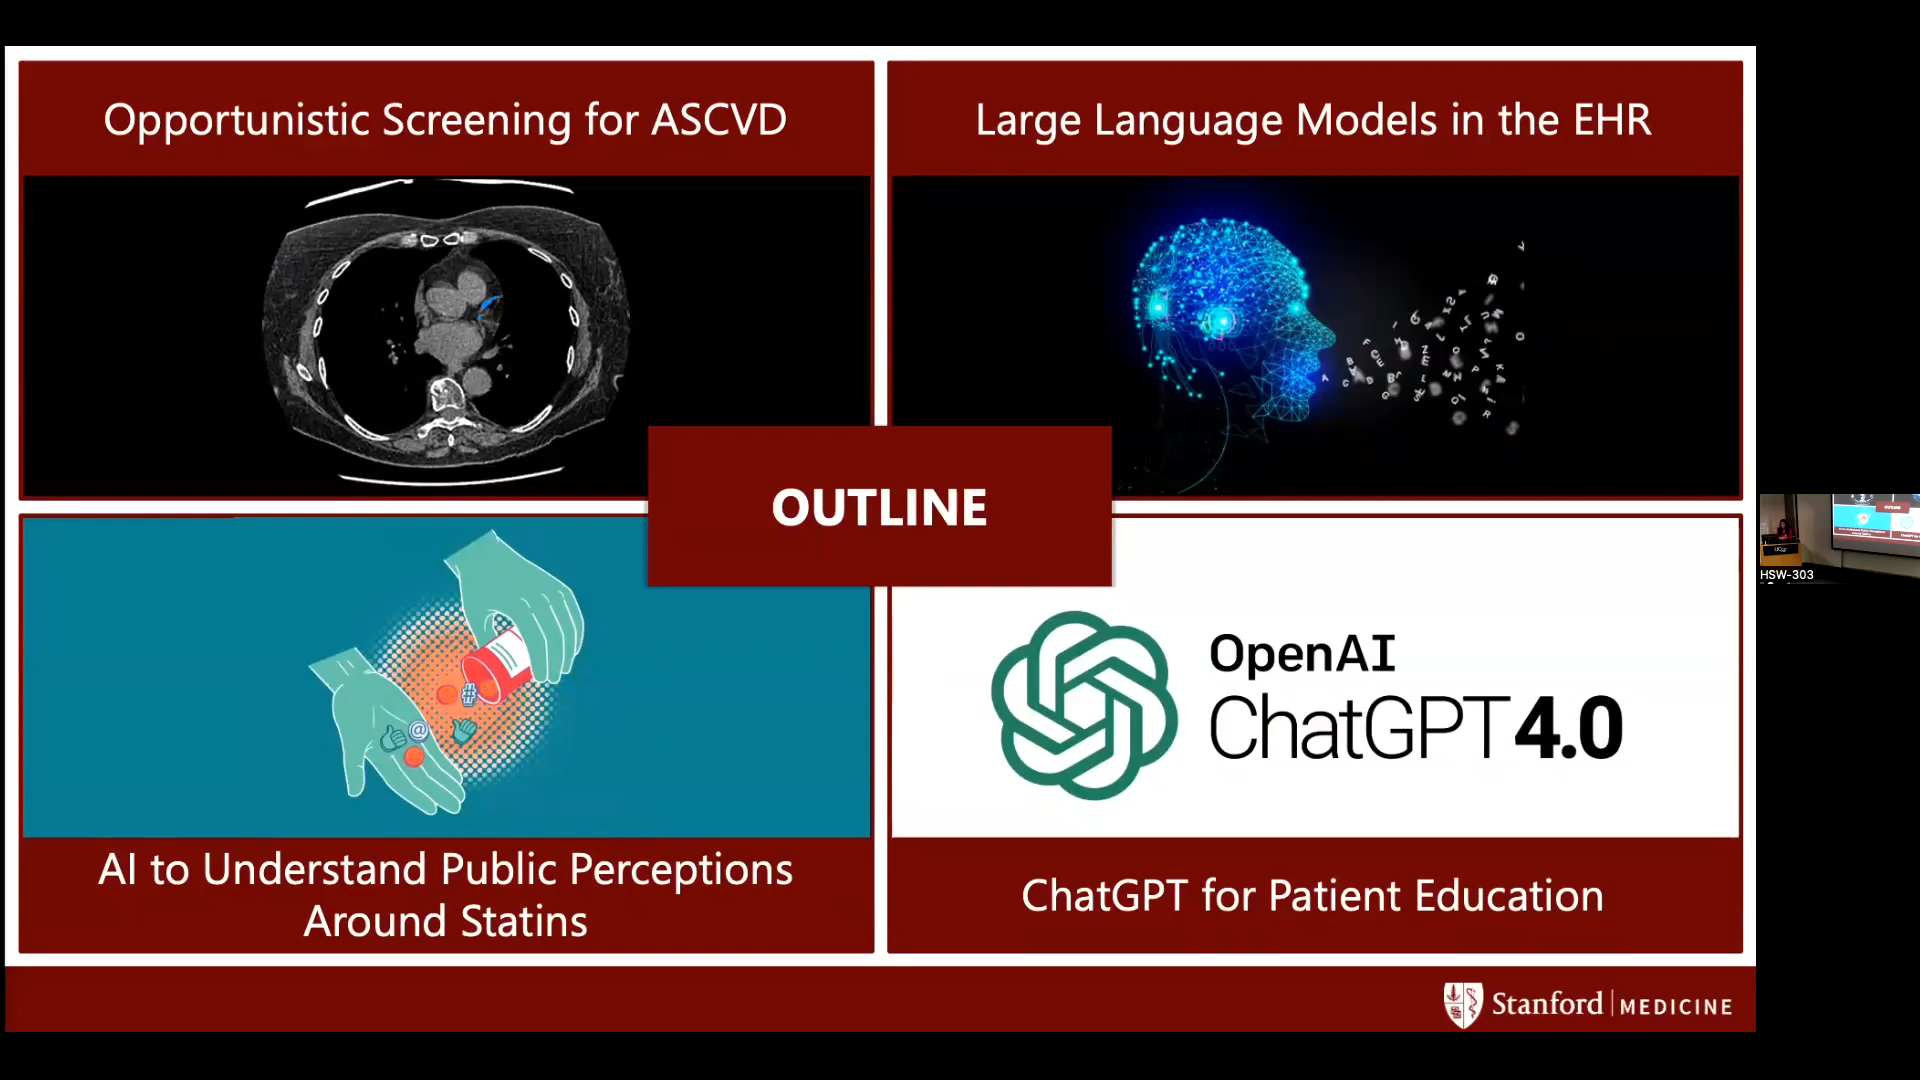 Opportunistic Screening for ASCVD
Large Language Models in the EHR
OUTLINE
OpenAI
ChatGPT 4.0
AI to Understand Public Perceptions
Around Statins
ChatGPT for Patient Education
Stanford MEDICINE
HSW-303
OUTLINE